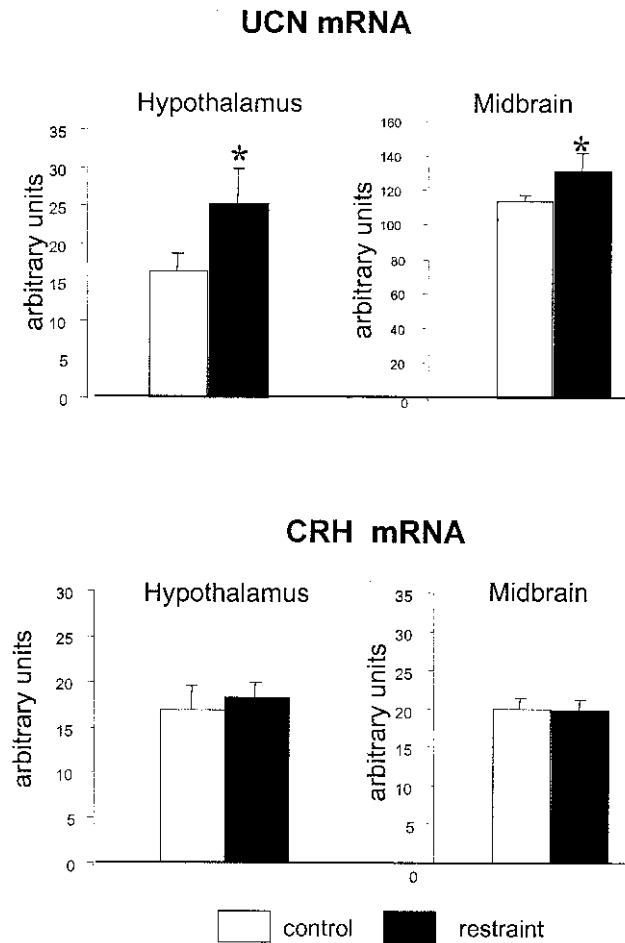 UCN mRNA
Hypothalamus
arbitrary units
35
30
25
20
15
10
5
0
*
Midbrain
arbitrary units
160
140
120
100
80
60
40
20
0
*
CRH mRNA
Hypothalamus
arbitrary units
30
25
20
15
10
5
0
Midbrain
arbitrary units
35
30
25
20
15
10
5
0
control
restraint